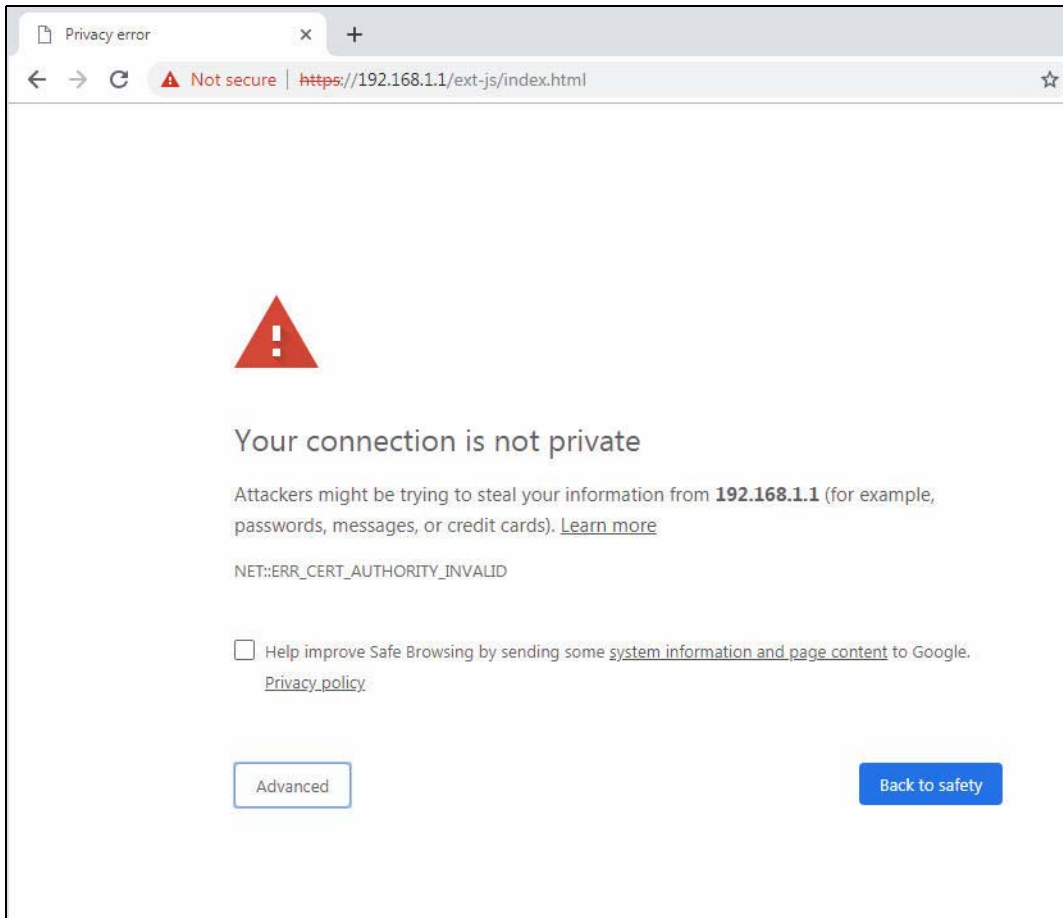 Privacy error
Not secure | https://192.168.1.1/ext-js/index.html
Your connection is not private
Attackers might be trying to steal your information from 192.168.1.1 (for example,
passwords, messages, or credit cards). Learn more
NET::ERR_CERT_AUTHORITY_INVALID
Help improve Safe Browsing by sending some system information and page content to Google.
Privacy policy
Advanced
Back to safety